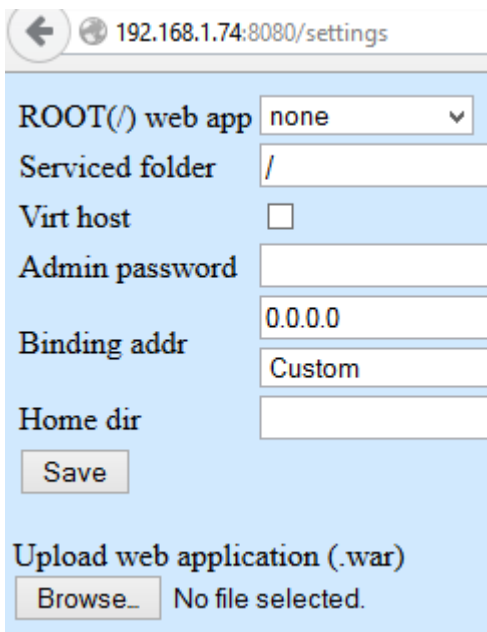 192.168.1.74:8080/settings
ROOT(/) web app none
Serviced folder /
Virt host
Admin password
Binding addr 0.0.0.0
Custom
Home dir
Save
Upload web application (.war)
Browse... No file selected.